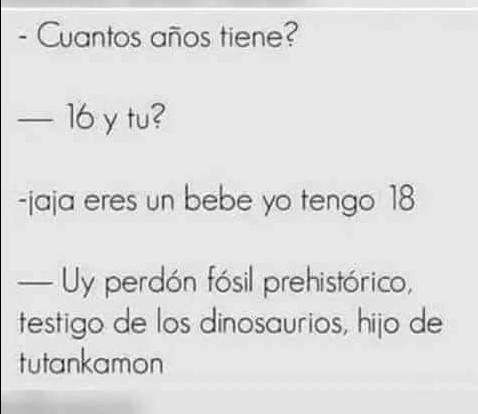 - Cuantos años tiene?
— 16 y tu?
-jaja eres un bebe yo tengo 18
— Uy perdón fósil prehistórico,
testigo de los dinosaurios, hijo de
tutankamon